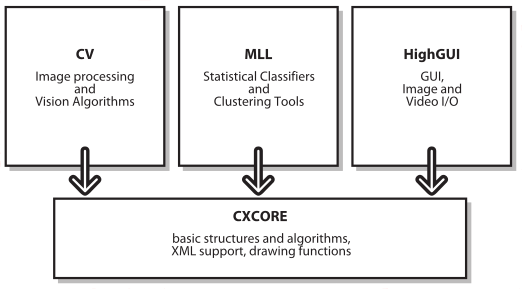 CV
Image processing
and
Vision Algorithms
MLL
Statistical Classifiers
and
Clustering Tools
HighGUI
GUI,
Image and
Video I/O
CXCORE
basic structures and algorithms,
XML support, drawing functions